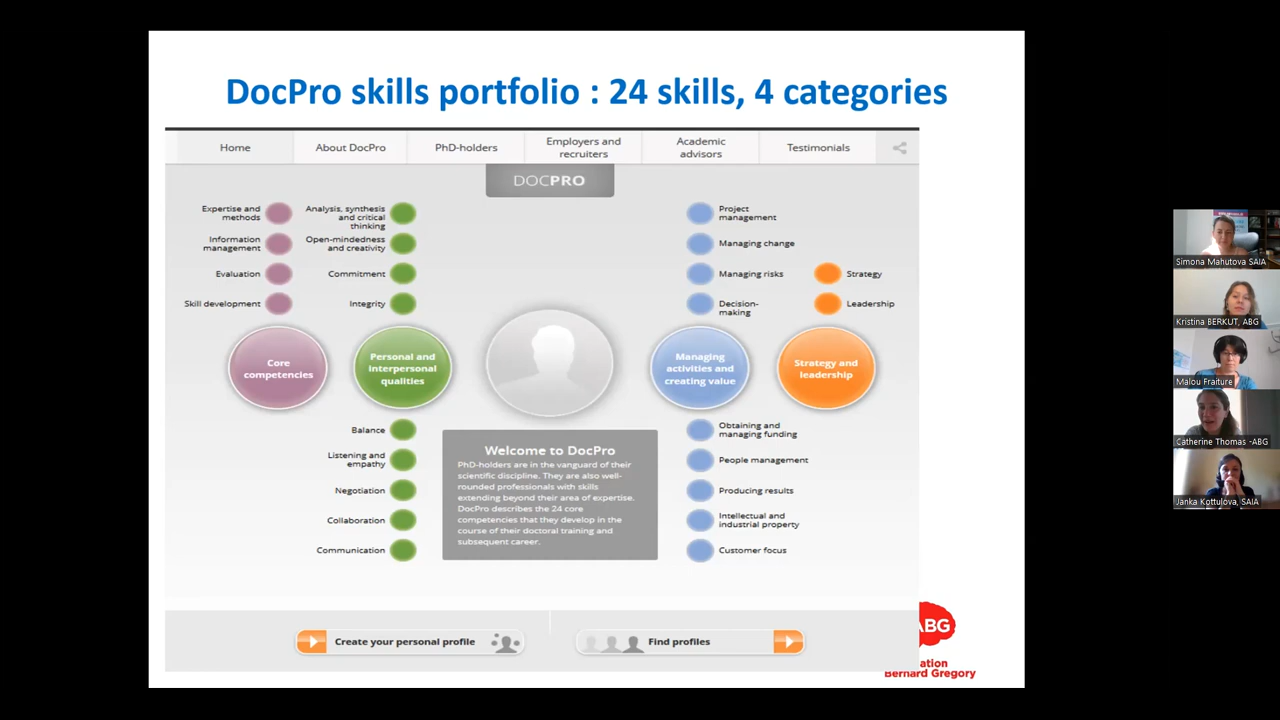 DocPro skills portfolio : 24 skills, 4 categories
Home
About DocPro
PhD-holders
Employers and
recruiters
Academic
advisors
Testimonials
DOCPRO
Expertise and
methods
Information
management
Evaluation
Skill development
Analysis, synthesis
and critical
thinking
Open-mindedness
and creativity
Commitment
Integrity
Project
management
Managing change
Managing risks
Decision-
making
Strategy
Leadership
Core
competencies
Personal and
interpersonal
qualities
Managing
activities and
creating value
Strategy and
leadership
Balance
Listening and
empathy
Negotiation
Collaboration
Communication
Welcome to DocPro
PhD-holders are in the vanguard of their
scientific discipline. They are also well-
rounded professionals with skills
extending beyond their area of expertise.
DocPro describes the 24 core
competencies that they develop in the
course of their doctoral training and
subsequent career.
Obtaining and
managing funding
People management
Producing results
Intellectual and
industrial property
Customer focus
Create your personal profile
Find profiles
ABG
ation
Bernard Gregory
Simona Mahutova SAIA
Kristina BERKUT, ABG
Malou Fraiture
Catherine Thomas -ABG
Janka Kottulova, SAIA